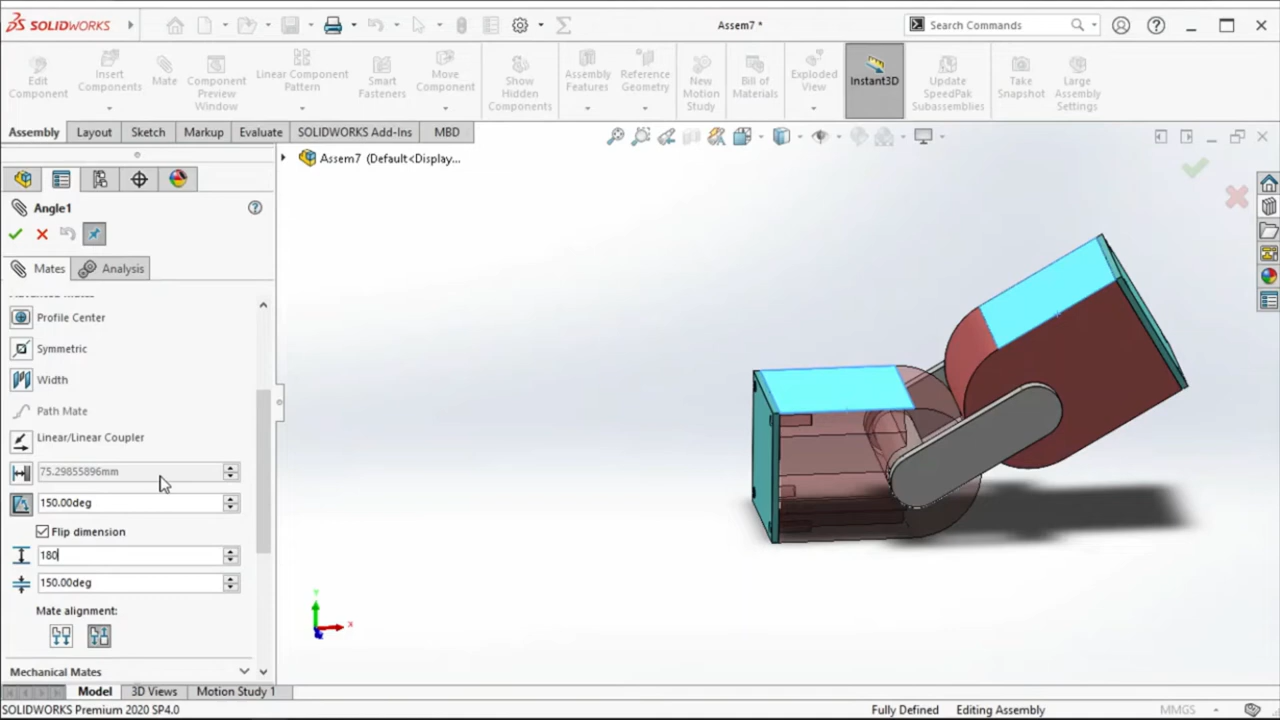 SOLIDWORKS
Assem7 *
Search Commands
Edit Component
Insert Components
Mate
Component Preview Window
Linear Component Pattern
Smart Fasteners
Move Component
Show Hidden Components
Assembly Features
Reference Geometry
New Motion Study
Bill of Materials
Exploded View
Instant3D
Update SpeedPak Subassemblies
Take Snapshot
Large Assembly Settings
Assembly
Layout
Sketch
Markup
Evaluate
SOLIDWORKS Add-Ins
MBD
Assem7 (Default<Display...
Angle1
Mates
Analysis
Profile Center
Symmetric
Width
Path Mate
Linear/Linear Coupler
75.29855896mm
150.00deg
Flip dimension
180
150.00deg
Mate alignment:
Mechanical Mates
Y
X
Model
3D Views
Motion Study 1
SOLIDWORKS Premium 2020 SP4.0
Fully Defined
Editing Assembly
MMGS